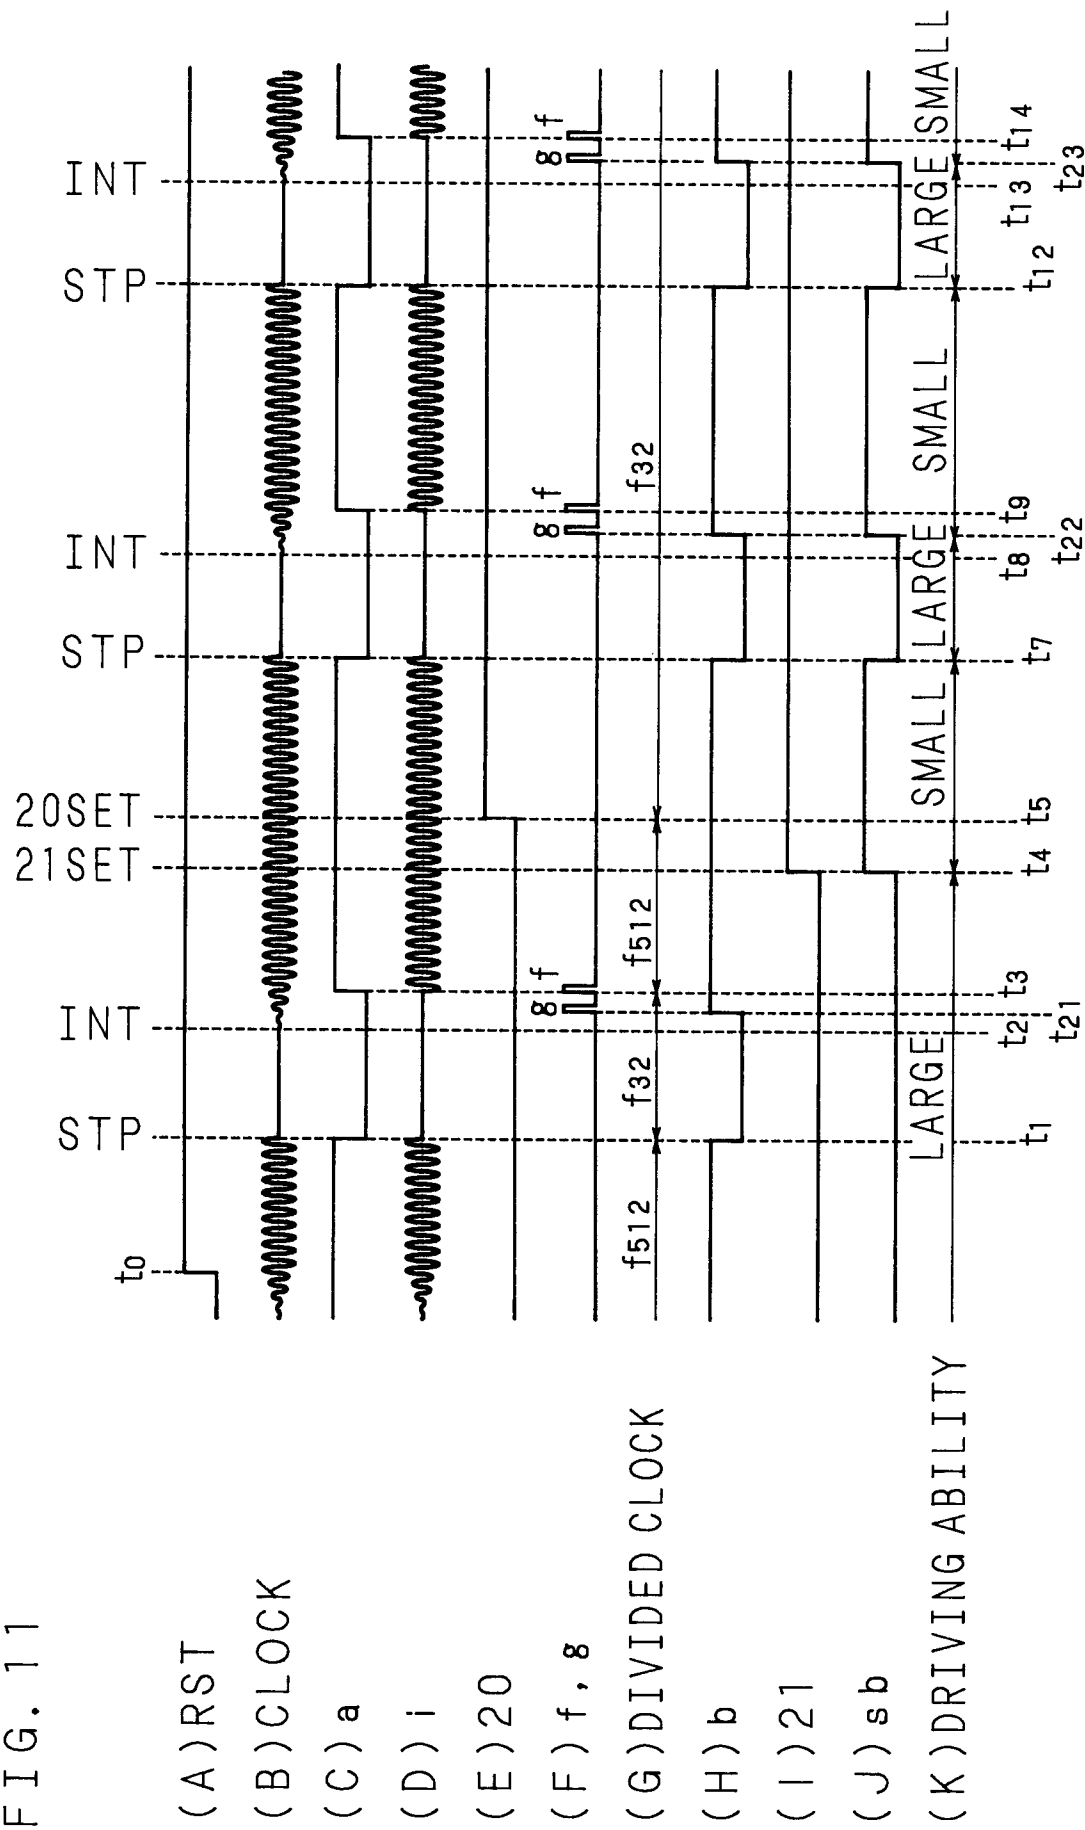 FIG. 11
STP INT 21SET 20SET STP INT STP INT
t0
(A)RST
(B)CLOCK
(C)a
(D)i
(E)20
(F)f,g
g f g f g f
(G)DIVIDED CLOCK
f512 f32 f512 f32
(H)b
(I)21
(J)sb
(K)DRIVING ABILITY
LARGE SMALL LARGE SMALL LARGE SMALL
t1 t2 t3 t4 t5 t7 t8 t9 t12 t13 t14
t21 t22 t23